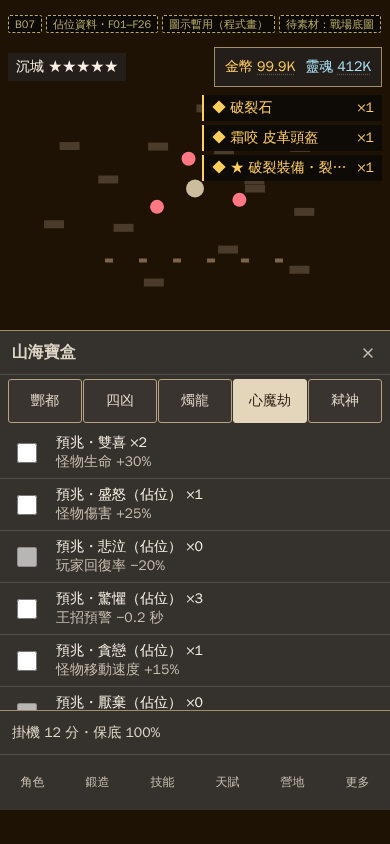 B07 佔位資料・F01–F26 圖示暫用（程式畫） 待素材：戰場底圖
沉城 ★★★★★ 金幣 99.9K 靈魂 412K
◆ 破裂石 ×1
◆ 霜咬 皮革頭盔 ×1
◆ ★ 破裂裝備・裂… ×1
山海寶盒 ×
酆都 四凶 燭龍 心魔劫 弒神
預兆・雙喜 ×2
怪物生命 +30%
預兆・盛怒（佔位） ×1
怪物傷害 +25%
預兆・悲泣（佔位） ×0
玩家回復率 −20%
預兆・驚懼（佔位） ×3
王招預警 −0.2 秒
預兆・貪戀（佔位） ×1
怪物移動速度 +15%
預兆・厭棄（佔位） ×0
掛機 12 分・保底 100%
角色 鍛造 技能 天賦 營地 更多